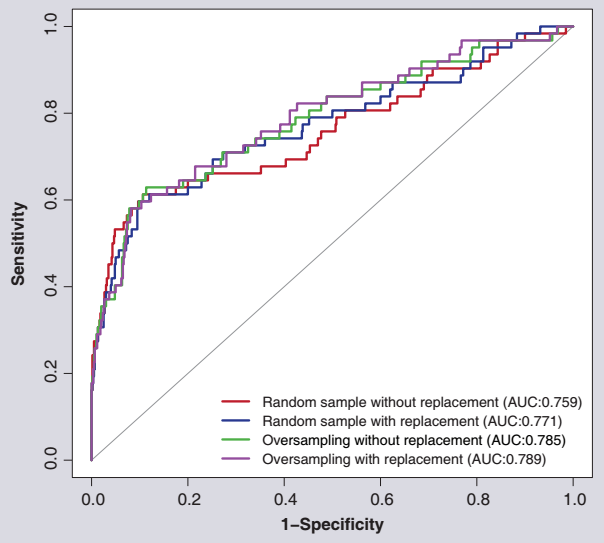 1.0
0.8
0.6
0.4
0.2
0.0
Sensitivity
Random sample without replacement (AUC:0.759)
Random sample with replacement (AUC:0.771)
Oversampling without replacement (AUC:0.785)
Oversampling with replacement (AUC:0.789)
0.0 0.2 0.4 0.6 0.8 1.0
1–Specificity